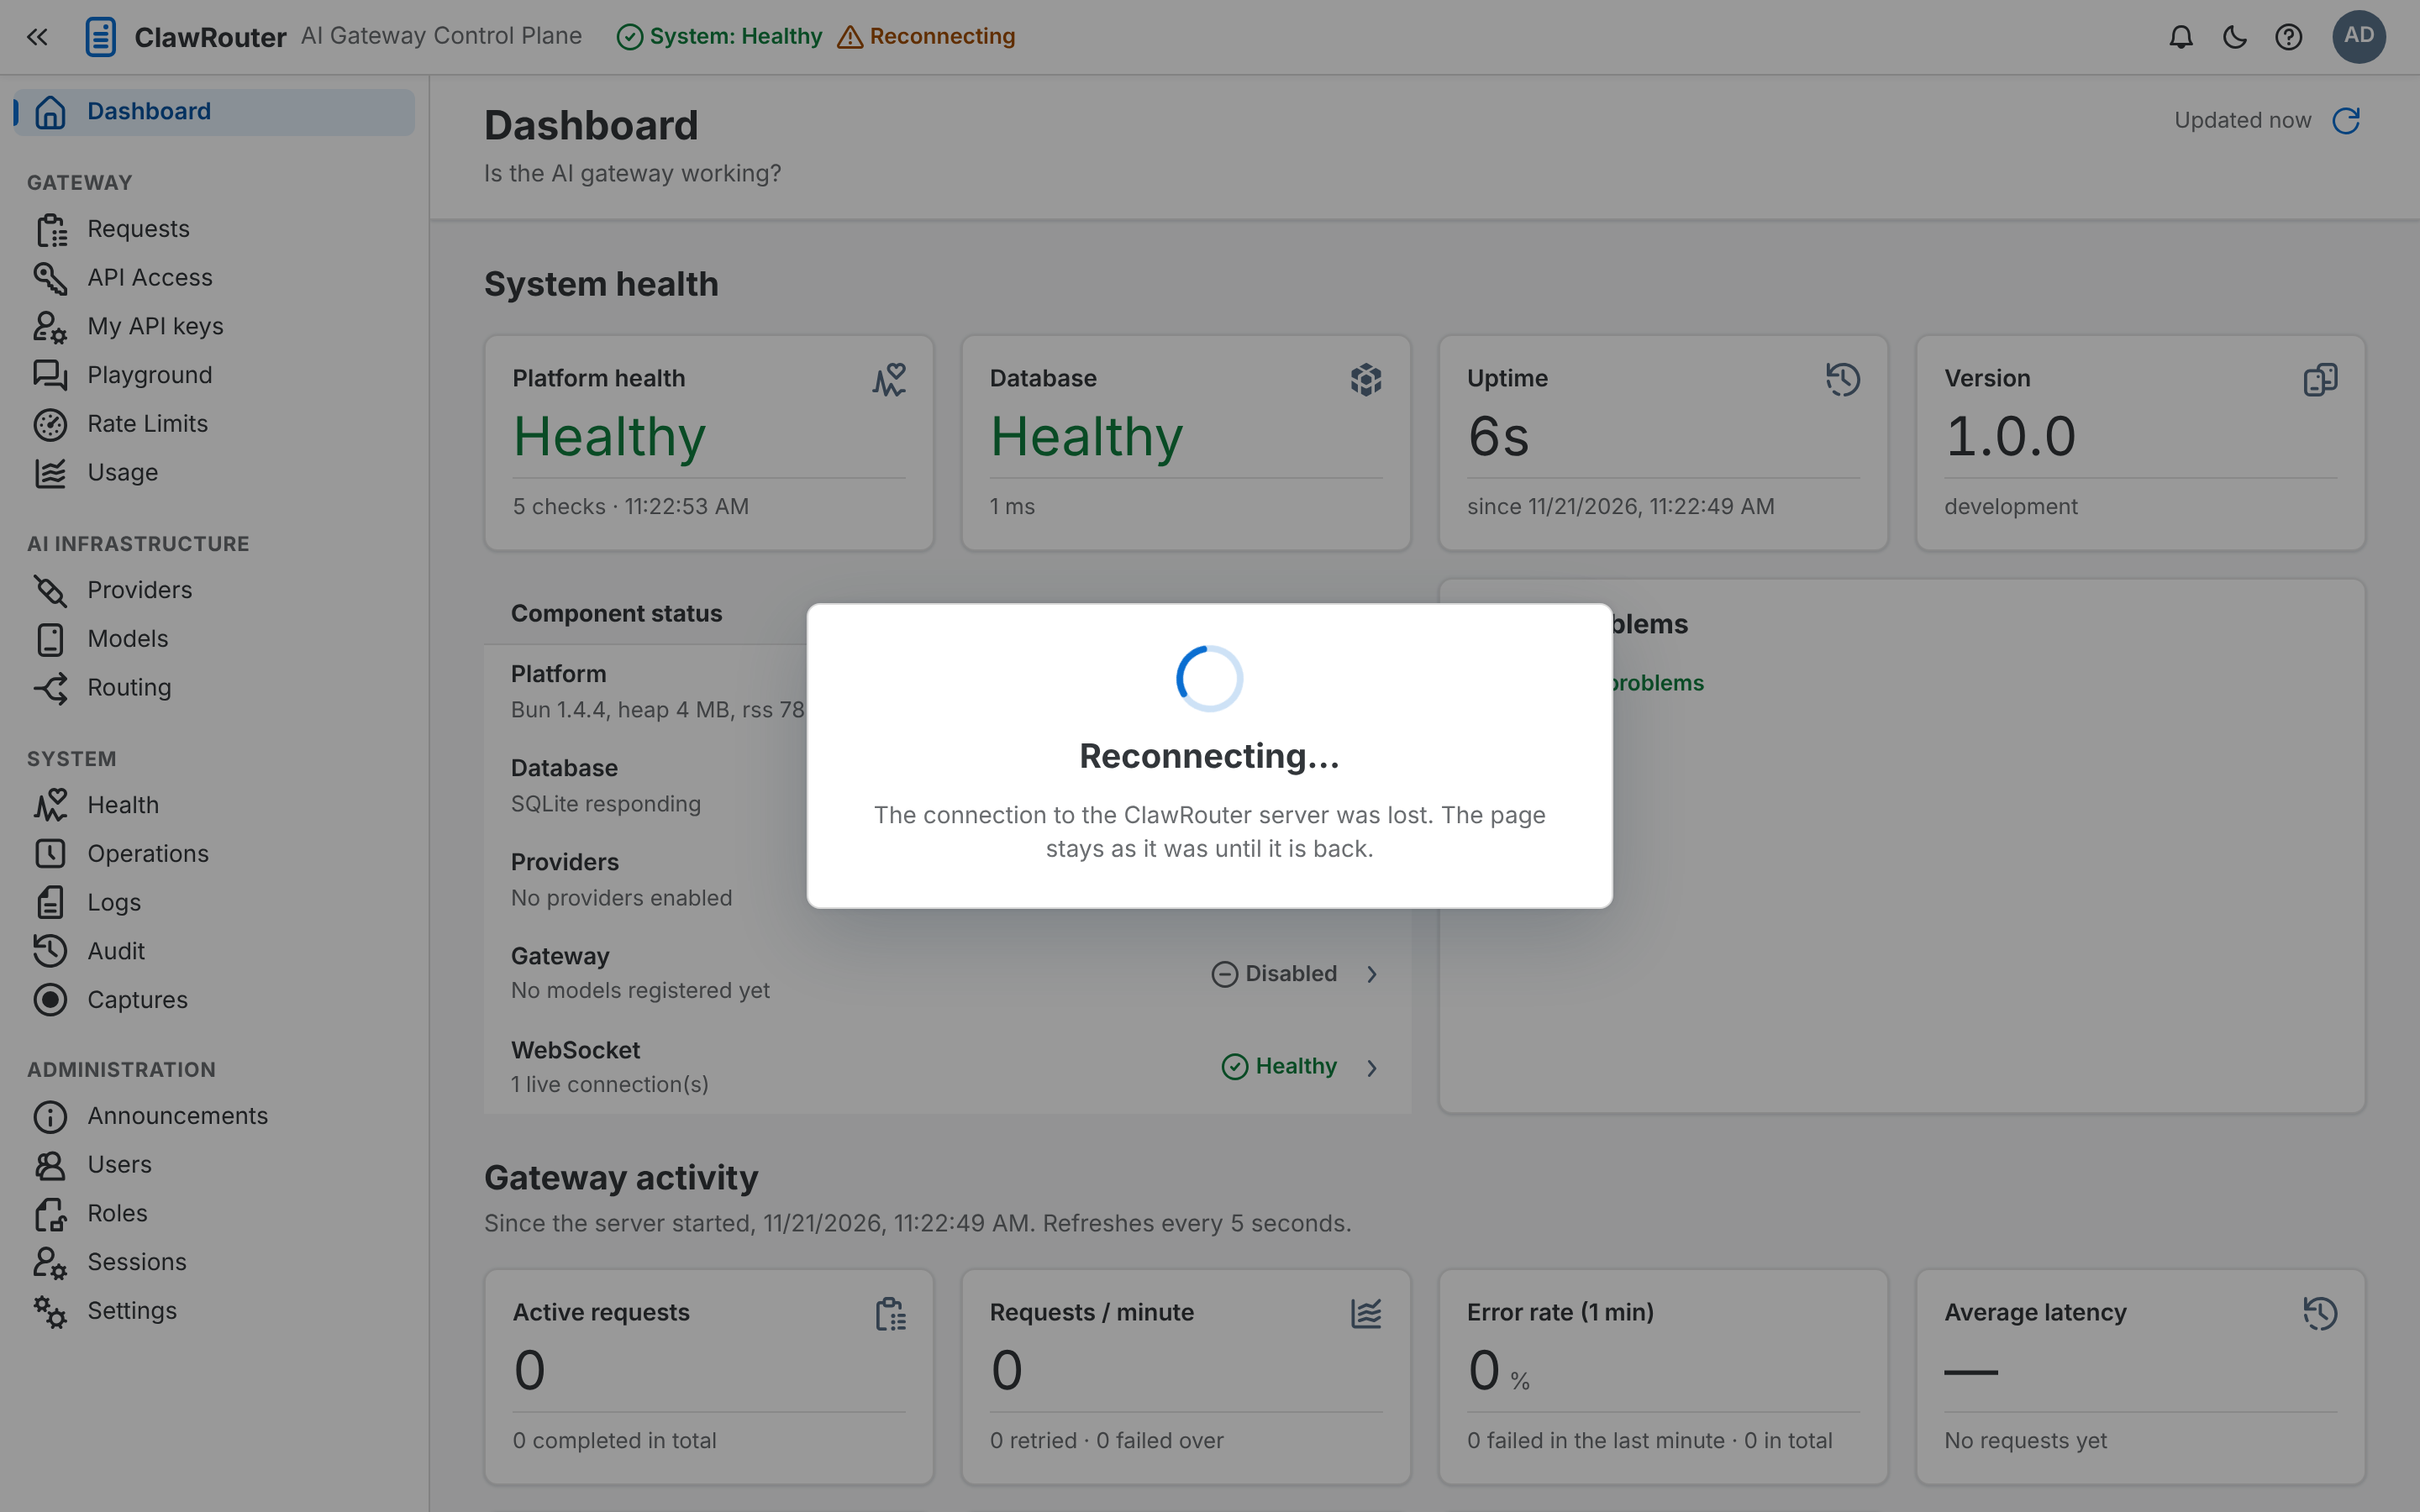 ClawRouter AI Gateway Control Plane System: Healthy Reconnecting AD
Dashboard
GATEWAY
Requests
API Access
My API keys
Playground
Rate Limits
Usage
AI INFRASTRUCTURE
Providers
Models
Routing
SYSTEM
Health
Operations
Logs
Audit
Captures
ADMINISTRATION
Announcements
Users
Roles
Sessions
Settings
Dashboard
Updated now
Is the AI gateway working?
System health
Platform health
Healthy
5 checks · 11:22:53 AM
Database
Healthy
1 ms
Uptime
6s
since 11/21/2026, 11:22:49 AM
Version
1.0.0
development
Component status
Platform
Bun 1.4.4, heap 4 MB, rss 78
Database
SQLite responding
Providers
No providers enabled
Gateway
No models registered yet
Disabled
WebSocket
1 live connection(s)
Healthy
blems
problems
Reconnecting...
The connection to the ClawRouter server was lost. The page
stays as it was until it is back.
Gateway activity
Since the server started, 11/21/2026, 11:22:49 AM. Refreshes every 5 seconds.
Active requests
0
0 completed in total
Requests / minute
0
0 retried · 0 failed over
Error rate (1 min)
0 %
0 failed in the last minute · 0 in total
Average latency
—
No requests yet